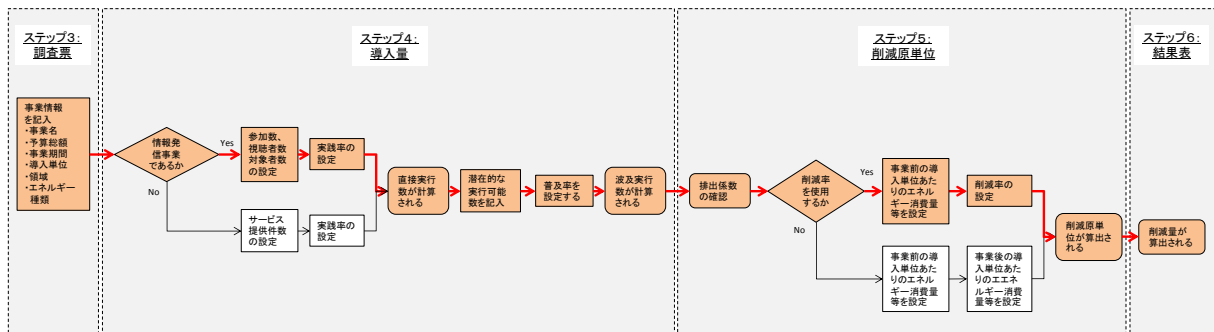 ステップ3:
調査票
事業情報
を記入
・事業名
・予算総額
・事業期間
・導入単位
・領域
・エネルギー
種類
ステップ4:
導入量
情報発
信事業
であるか
Yes
No
参加数、
視聴者数
対象者数
の設定
実践率の
設定
サービス
提供件数
の設定
実践率の
設定
直接実行
数が計算
される
潜在的な
実行可能
数を記入
普及率を
設定する
波及実行
数が計算
される
ステップ5:
削減原単位
排出係数
の確認
削減率
を使用
するか
Yes
No
事業前の導
入単位あた
りのエネル
ギー消費量
等を設定
削減率の
設定
事業前の導
入単位あた
りのエネル
ギー消費量
等を設定
事業後の導
入単位あた
りのエエネ
ルギー消費
量等を設定
削減原単
位が算出さ
れる
ステップ6:
結果表
削減量が
算出される